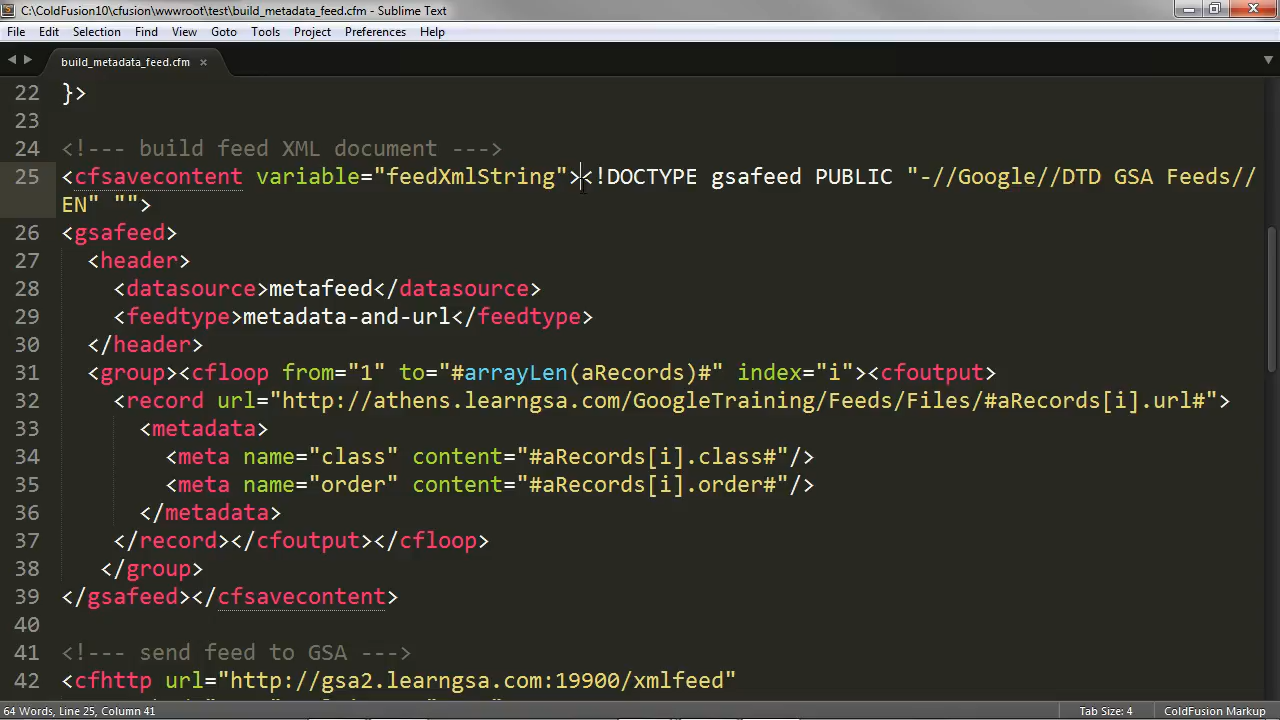 C:\ColdFusion10\cfusion\wwwroot\test\build_metadata_feed.cfm - Sublime Text
File Edit Selection Find View Goto Tools Project Preferences Help
build_metadata_feed.cfm ×
22 }>
23
24 <!--- build feed XML document --->
25 <cfsavecontent variable="feedXmlString"><!DOCTYPE gsafeed PUBLIC "-//Google//DTD GSA Feeds//
EN" "">
26 <gsafeed>
27 <header>
28 <datasource>metafeed</datasource>
29 <feedtype>metadata-and-url</feedtype>
30 </header>
31 <group><cfloop from="1" to="#arrayLen(aRecords)#" index="i"><cfoutput>
32 <record url="http://athens.learngsa.com/GoogleTraining/Feeds/Files/#aRecords[i].url#">
33 <metadata>
34 <meta name="class" content="#aRecords[i].class#"/>
35 <meta name="order" content="#aRecords[i].order#"/>
36 </metadata>
37 </record></cfoutput></cfloop>
38 </group>
39 </gsafeed></cfsavecontent>
40
41 <!--- send feed to GSA --->
42 <cfhttp url="http://gsa2.learngsa.com:19900/xmlfeed"
64 Words, Line 25, Column 41 Tab Size: 4 ColdFusion Markup